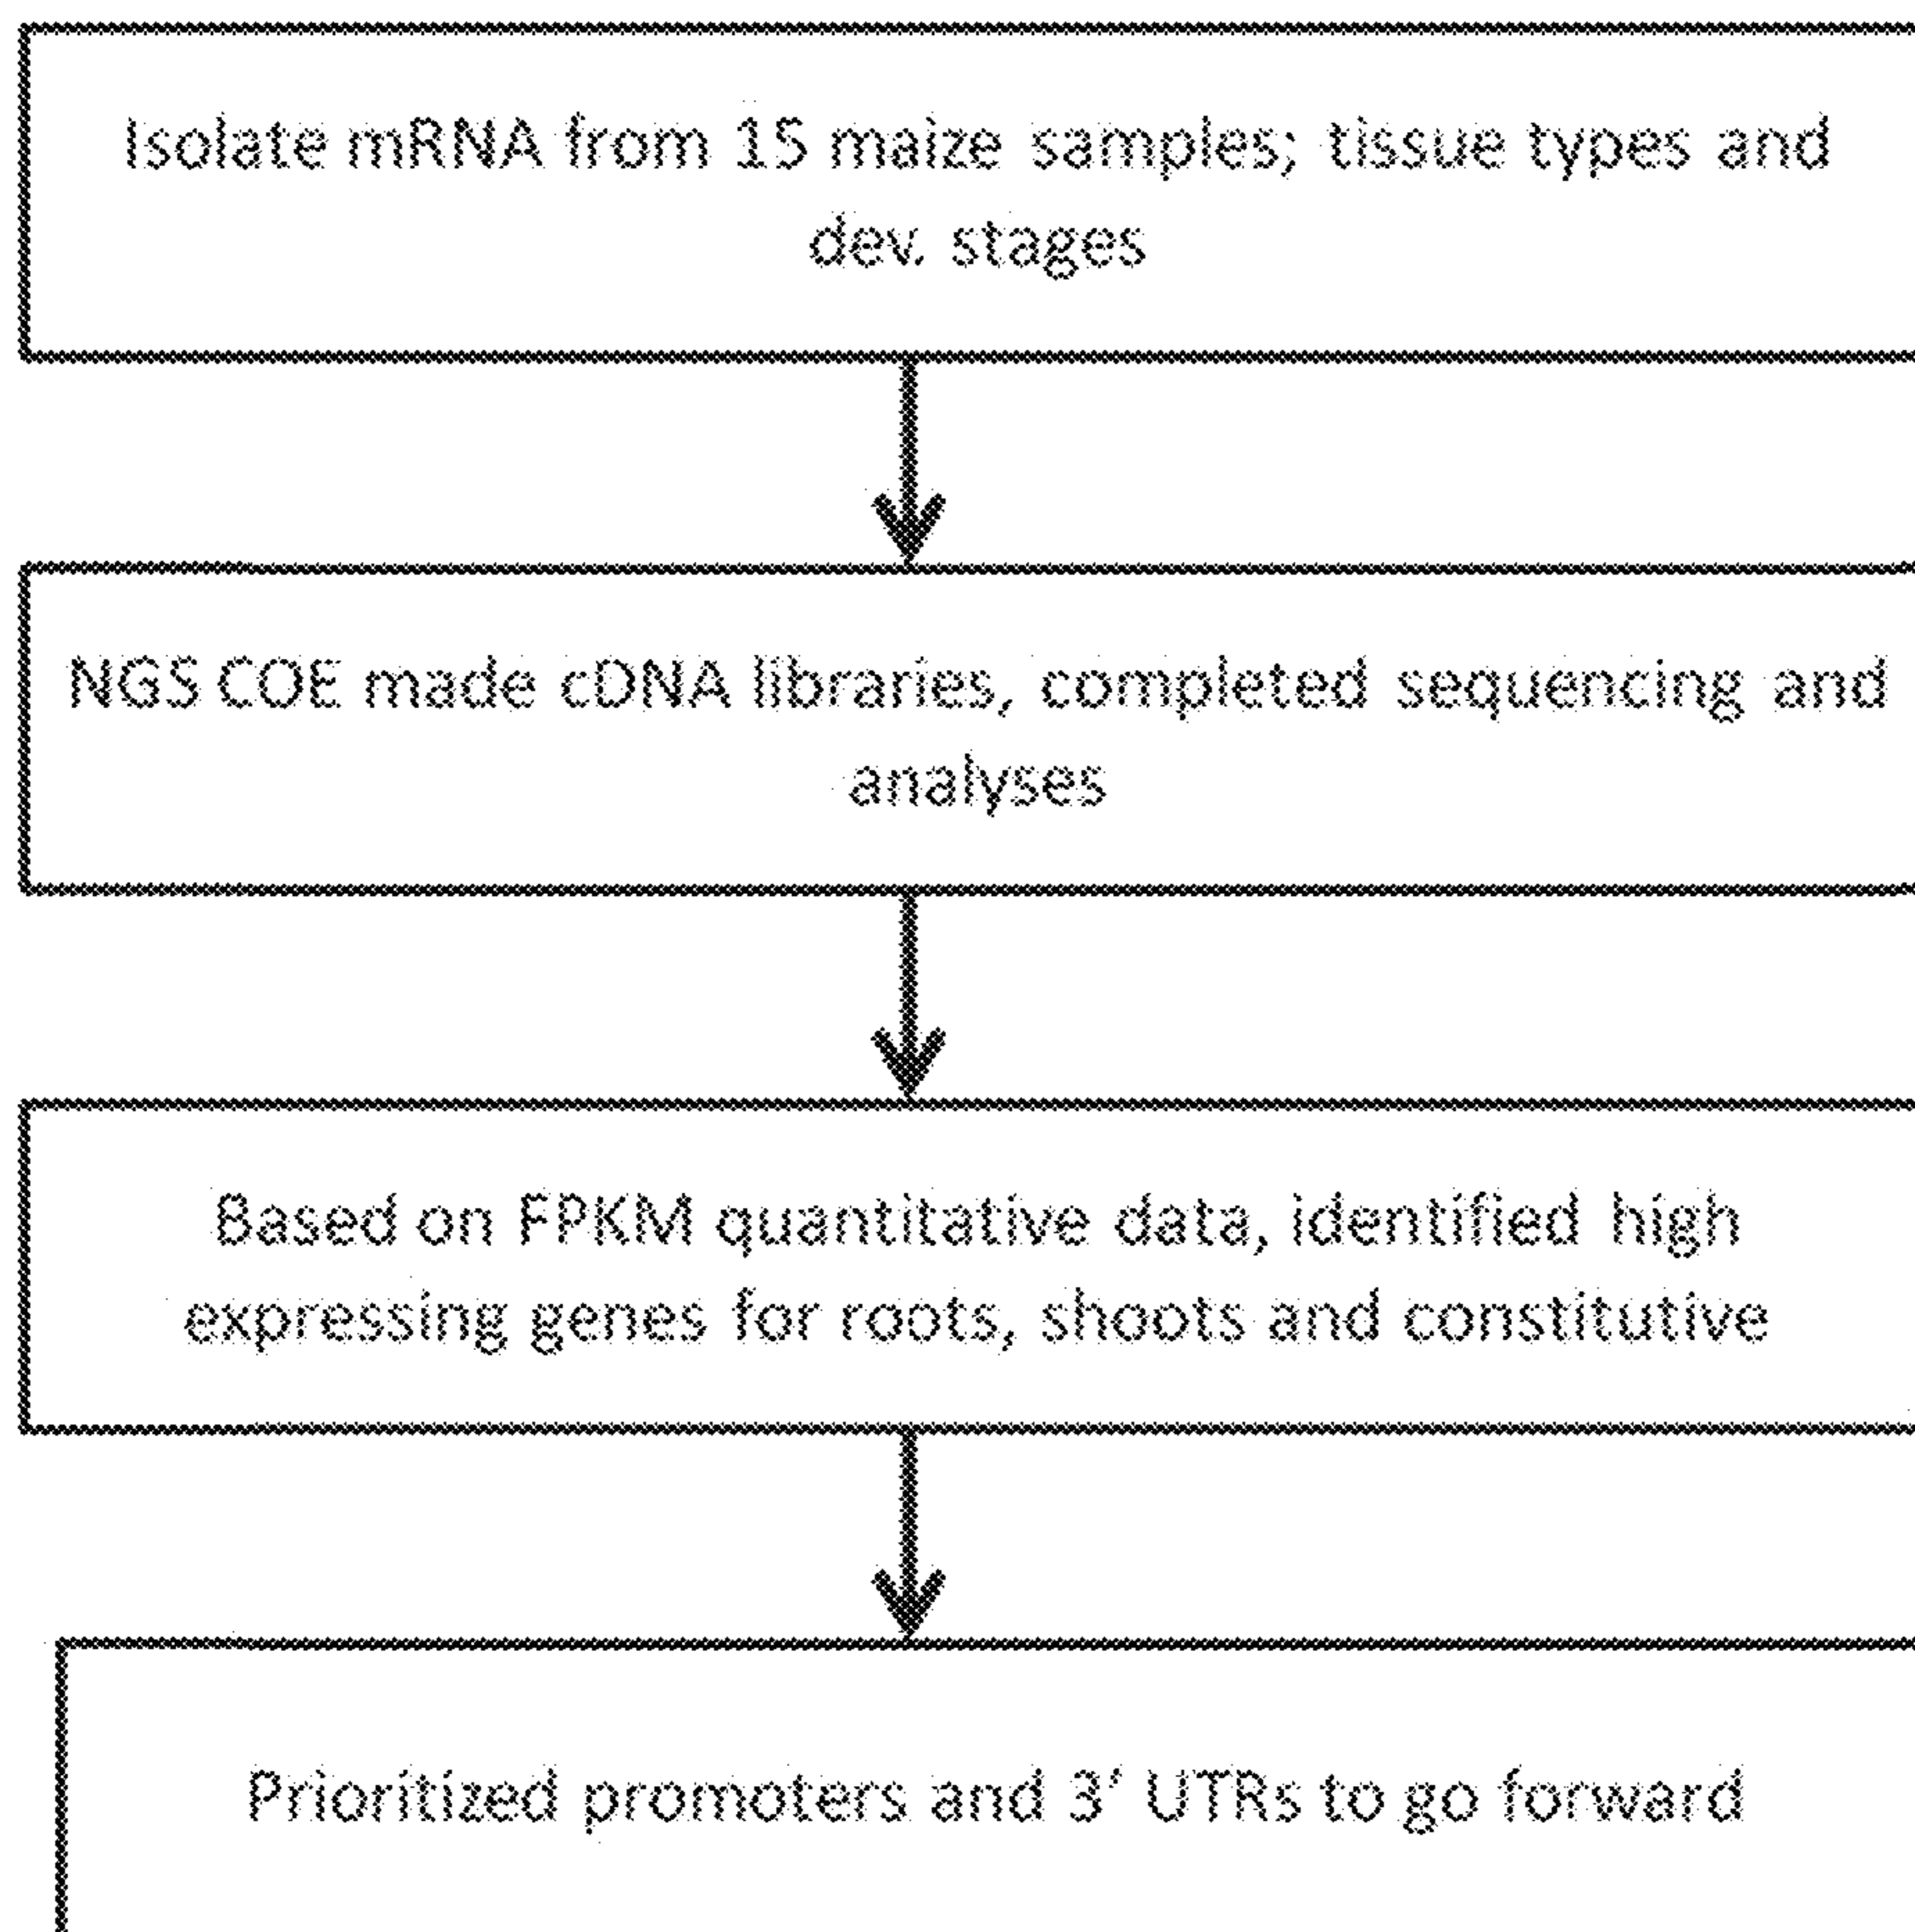 Isolate mRNA from 15 maize samples; tissue types and
dev. stages
NGS COE made cDNA libraries, completed sequencing and
analyses
Based on FPKM quantitative data, identified high
expressing genes for roots, shoots and constitutive
Prioritized promoters and 3' UTRs to go forward